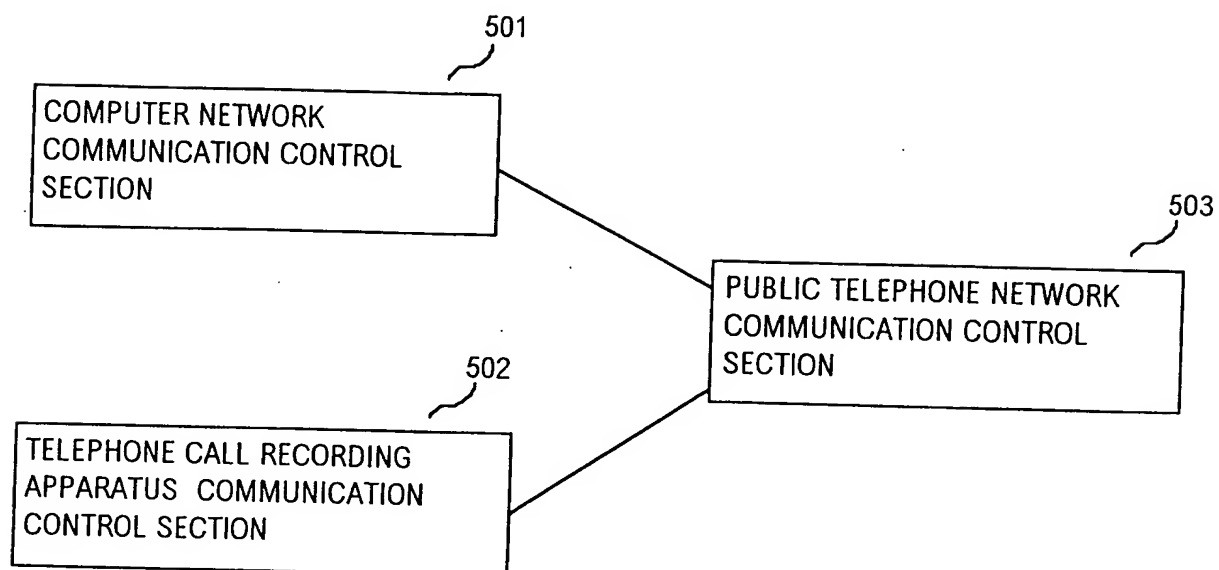 501
COMPUTER NETWORK
COMMUNICATION CONTROL
SECTION
503
PUBLIC TELEPHONE NETWORK
COMMUNICATION CONTROL
SECTION
502
TELEPHONE CALL RECORDING
APPARATUS COMMUNICATION
CONTROL SECTION